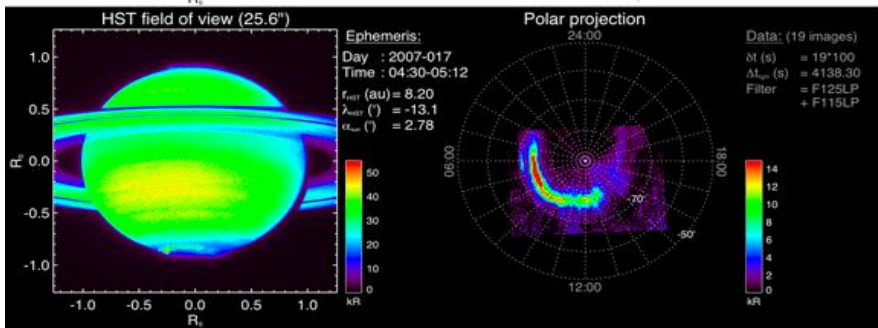 R_s
HST field of view (25.6")
1.0
0.5
0.0
-0.5
-1.0
R_s
-1.0
-0.5
0.0
0.5
1.0
R_s
Ephemeris:
Day : 2007-017
Time : 04:30-05:12
r_HST (au) = 8.20
λ_HST (°) = -13.1
= 2.78
50
40
30
20
10
0
kR
Polar projection
24:00
06:00
18:00
12:00
-70°
-50°
14
12
10
8
6
4
2
0
kR
Data: (19 images)
δt (s) = 19*100
(s) = 4138.30
Filter = F125LP
+ F115LP